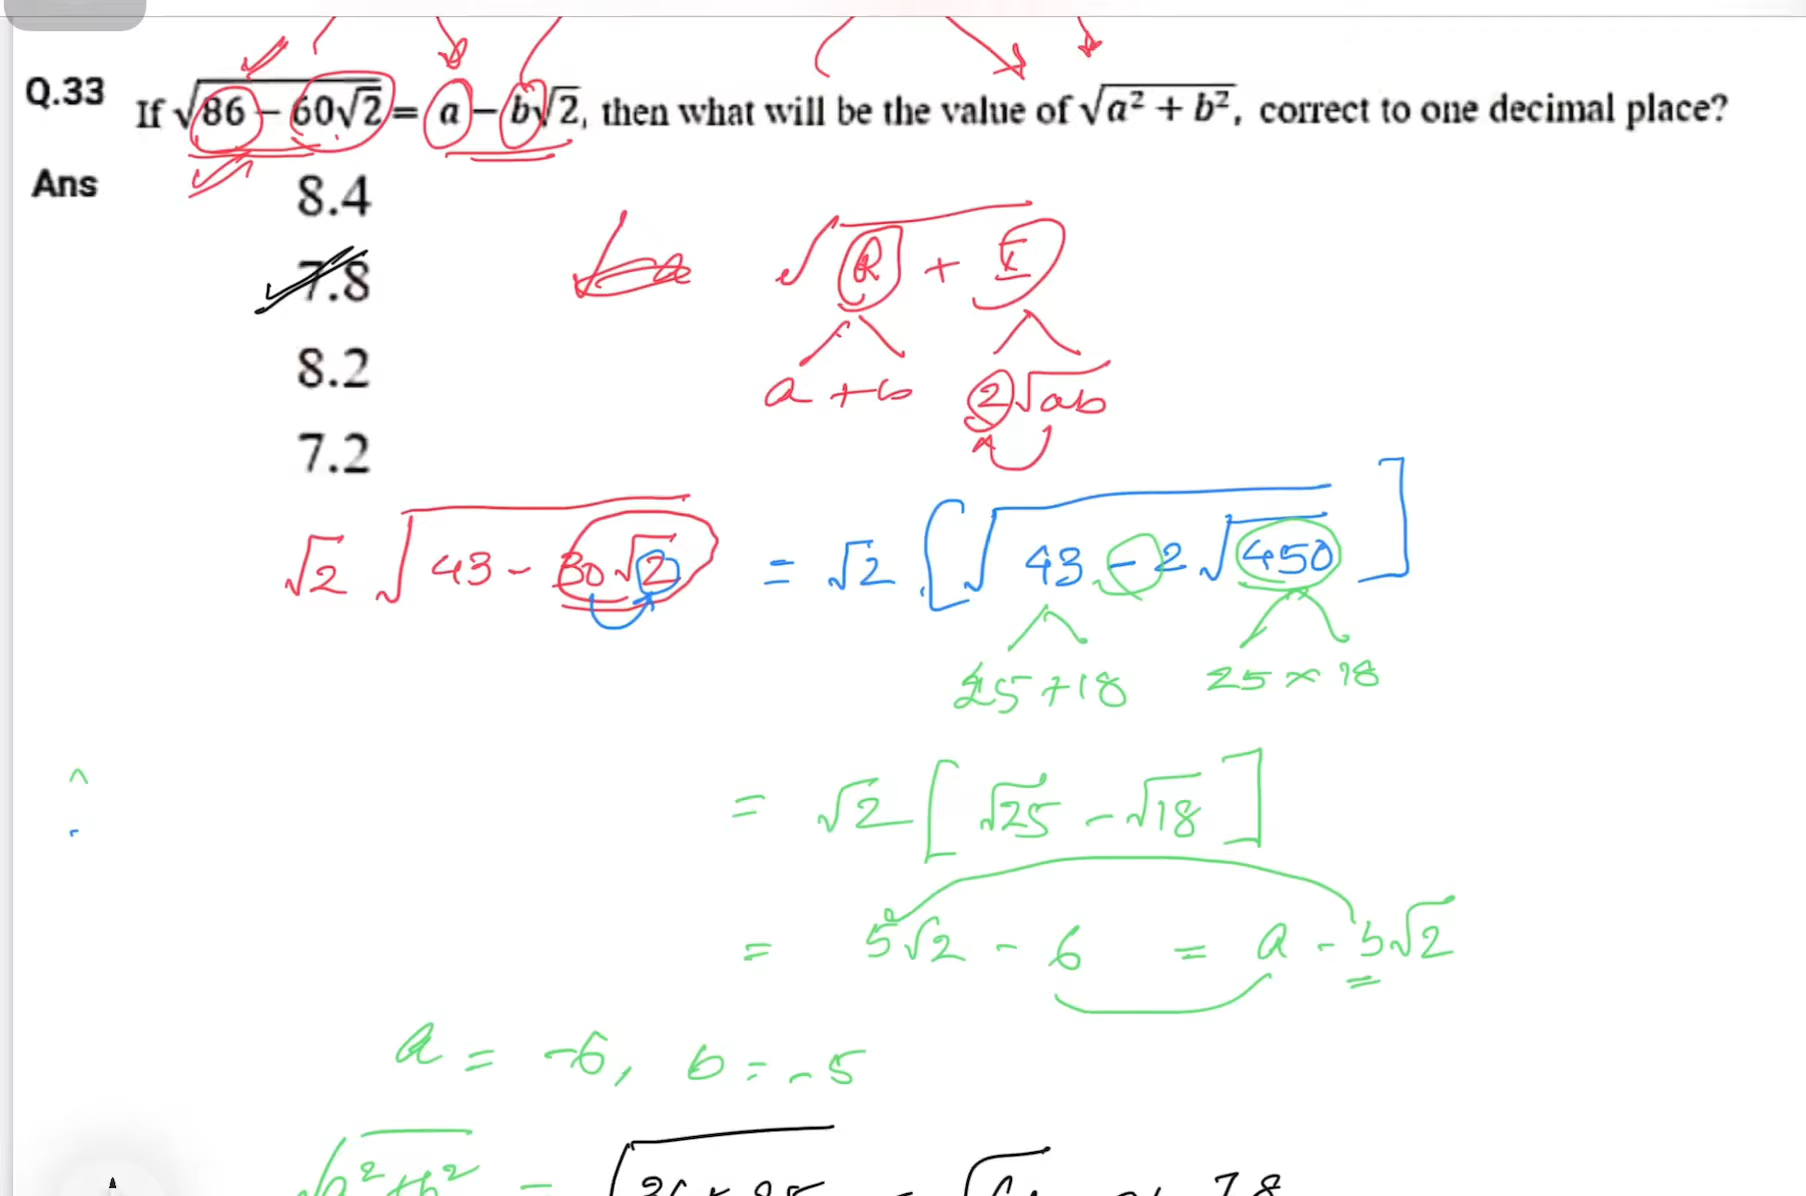 Q.33 If √(86 − 60√2) = a − b√2, then what will be the value of √(a² + b²), correct to one decimal place?
Ans
8.4
7.8
8.2
7.2
√(R + I)
a + b 2√ab
√2 √(43 - 30√2) = √2 [√(43 - 2√450)]
25 + 18 25 × 18
= √2 [√25 - √18]
= 5√2 - 6 = a - b√2
a = -6, b = -5